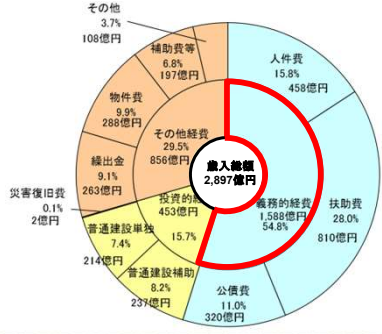 その他
3.7%
108億円
補助費等
6.8%
197億円
物件費
9.9%
288億円
繰出金
9.1%
263億円
災害復旧費
0.1%
2億円
普通建設単独
7.4%
214億円
普通建設補助
8.2%
237億円
公債費
11.0%
320億円
扶助費
28.0%
810億円
人件費
15.8%
458億円
その他経費
29.5%
856億円
投資的経
453億円
15.7%
義務的経費
1,588億円
54.8%
歳入総額
2,897億円